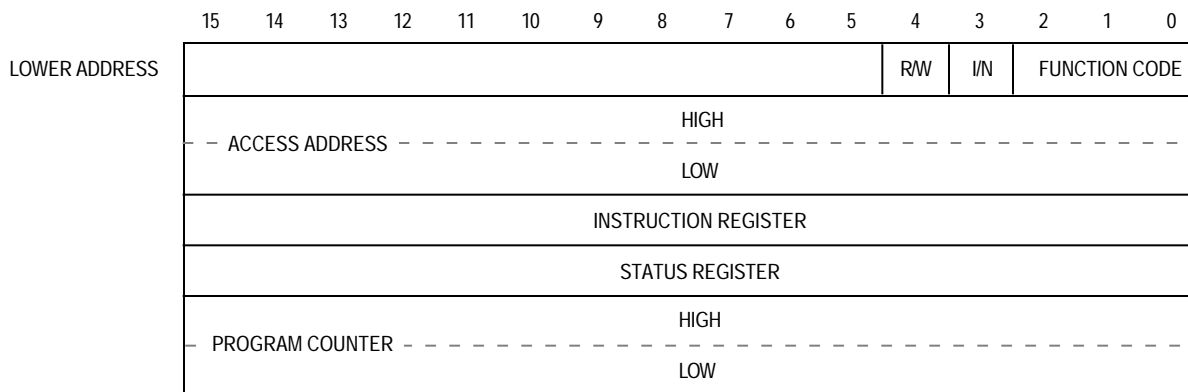 15 14 13 12 11 10 9 8 7 6 5 4 3 2 1 0
LOWER ADDRESS R/W I/N FUNCTION CODE
HIGH
ACCESS ADDRESS
LOW
INSTRUCTION REGISTER
STATUS REGISTER
HIGH
PROGRAM COUNTER
LOW